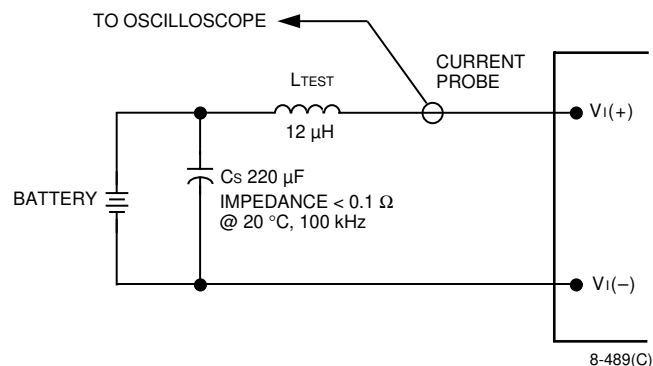 TO OSCILLOSCOPE
CURRENT
PROBE
LTEST
12 µH
VI(+)
BATTERY
CS 220 µF
IMPEDANCE < 0.1 Ω
@ 20 °C, 100 kHz
VI(–)
8-489(C)